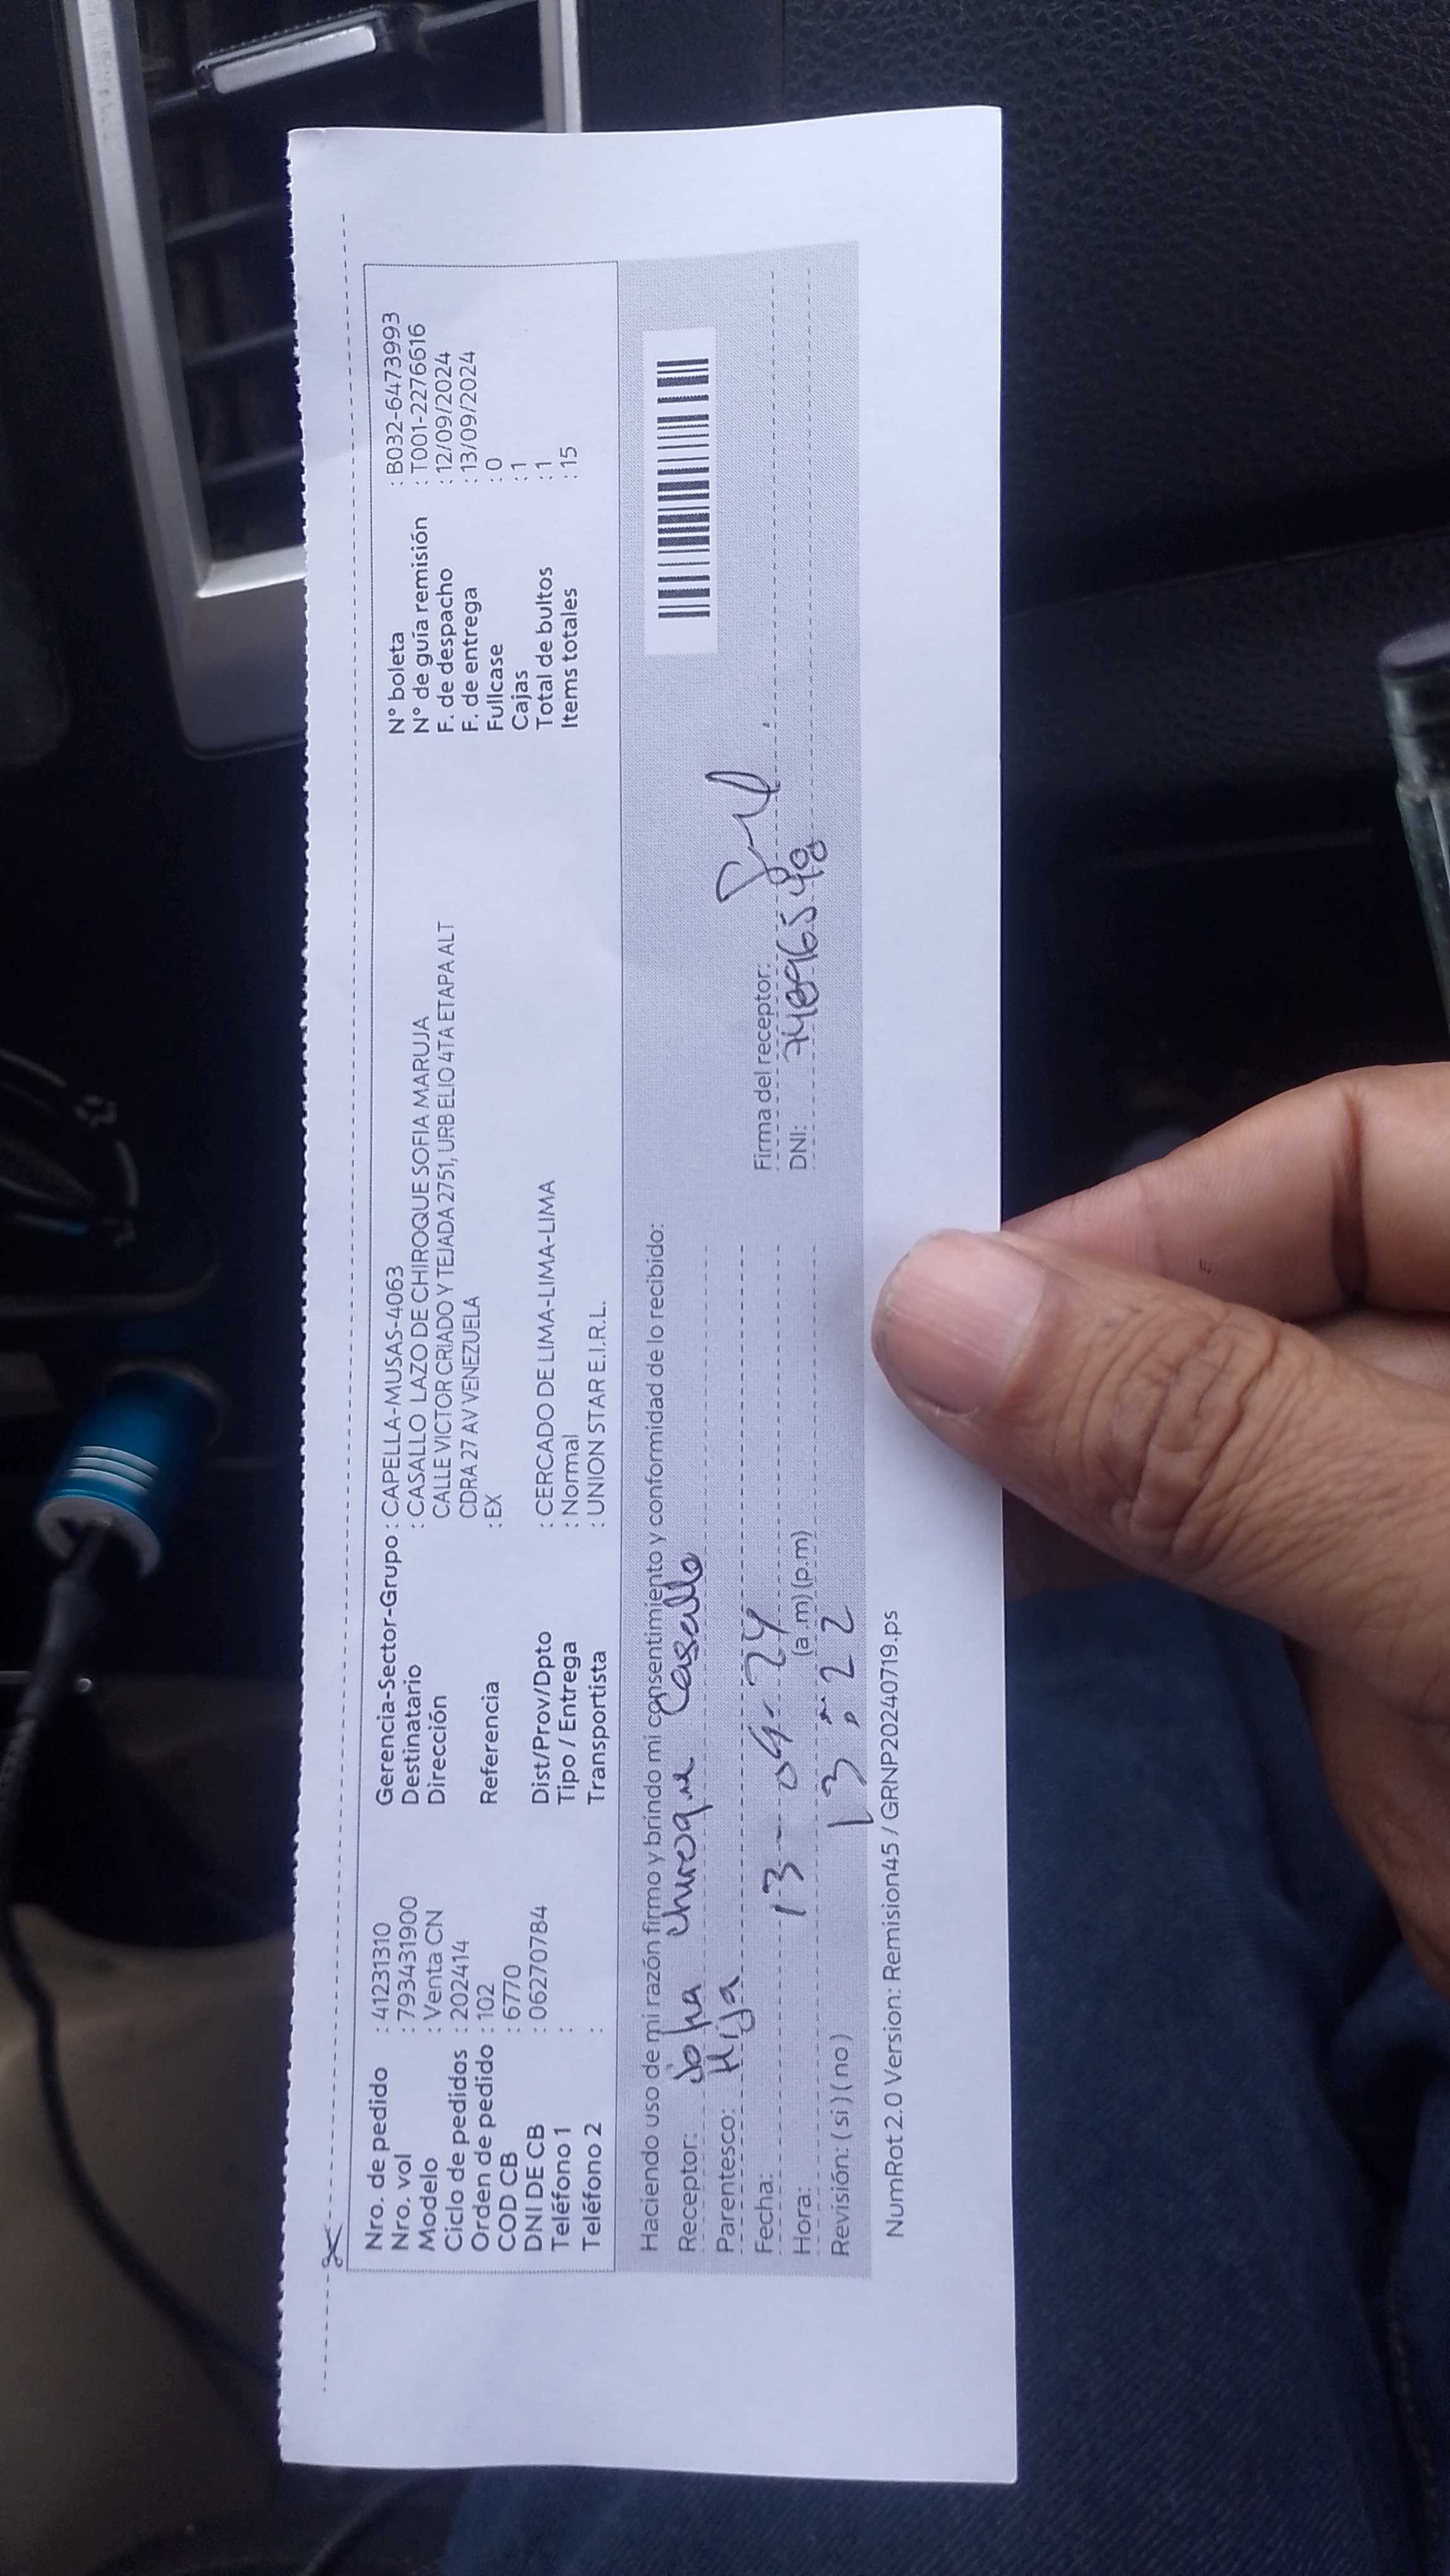 Nro. de pedido : 41231310
Nro. vol : 793431900
Modelo : Venta CN
Ciclo de pedidos : 202414
Orden de pedido : 102
COD CB : 6770
DNI DE CB : 06270784
Teléfono 1 :
Teléfono 2 :
Gerencia-Sector-Grupo : CAPELLA-MUSAS-4063
Destinatario : CASALLO LAZO DE CHIROQUE SOFIA MARUJA
Dirección CALLE VICTOR CRIADO Y TEJADA 2751, URB ELIO 4TA ETAPA ALT
CDRA 27 AV VENEZUELA
Referencia : EX
Dist/Prov/Dpto : CERCADO DE LIMA-LIMA-LIMA
Tipo / Entrega : Normal
Transportista : UNION STAR E.I.R.L.
N° boleta : B032-6473993
N° de guía remisión : T001-2276616
F. de despacho : 12/09/2024
F. de entrega : 13/09/2024
Fullcase : 0
Cajas : 1
Total de bultos : 1
Items totales : 15
Haciendo uso de mi razón firmo y brindo mi consentimiento y conformidad de lo recibido:
Receptor: Casallo
Parentesco: Hija
Fecha: 13-09-24
Hora: 13:22 (a.m) (p.m)
Revisión: ( si ) ( no )
Firma del receptor:
DNI:
NumRot 2.0 Version: Remision45 / GRNP20240719.ps